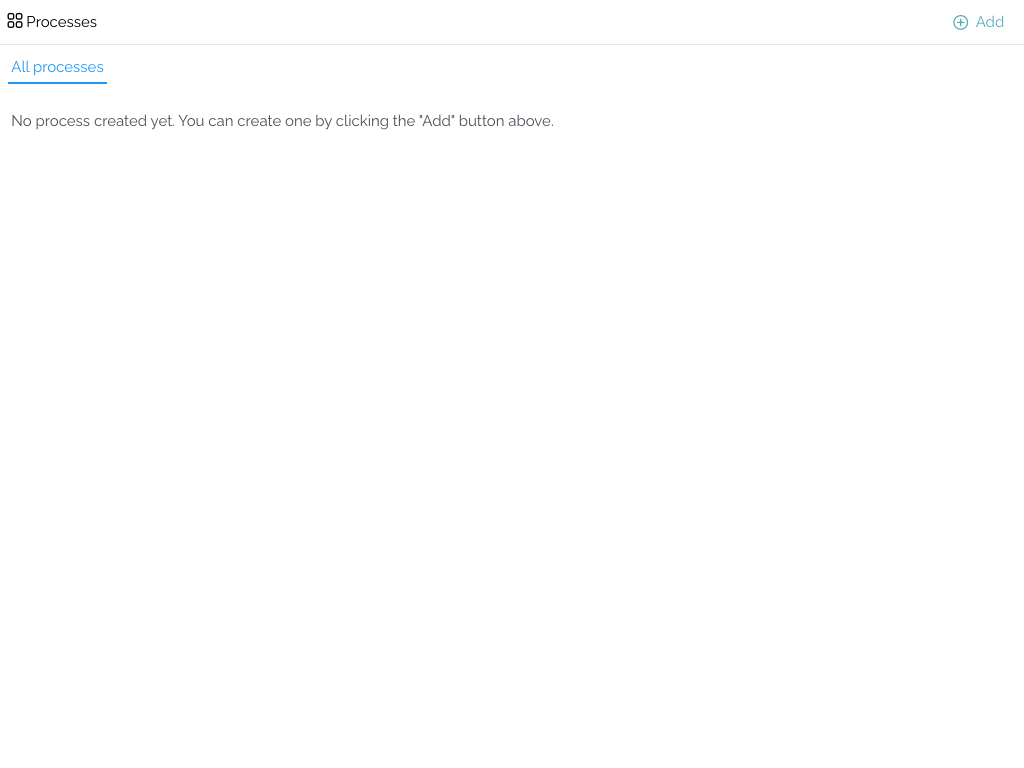 Processes
Add
All processes
No process created yet. You can create one by clicking the "Add" button above.